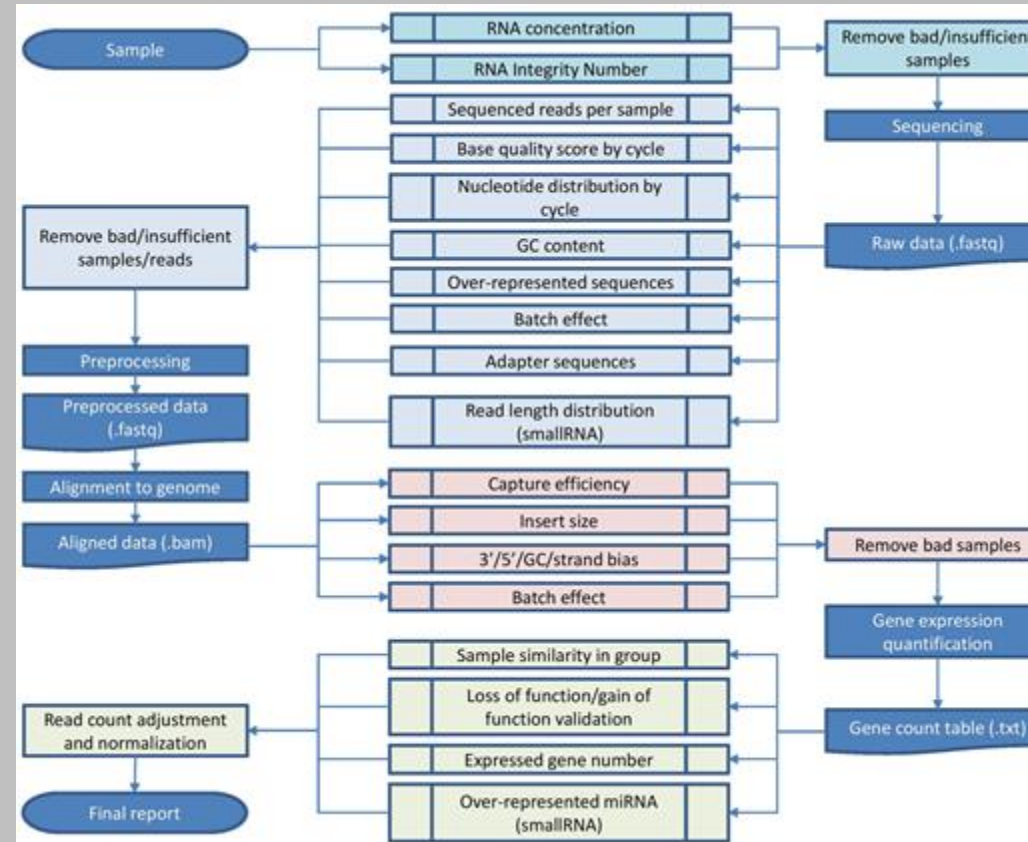 Sample
RNA concentration
RNA Integrity Number
Remove bad/insufficien
samples
Sequencing
Raw data (.fastq)
Sequenced reads per sample
Base quality score by cycle
Nucleotide distribution by
cycle
GC content
Over-represented sequences
Batch effect
Adapter sequences
Read length distribution
(smallRNA)
Remove bad/insufficient
samples/reads
Preprocessing
Preprocessed data
(.fastq)
Alignment to genome
Aligned data (.bam)
Capture efficiency
Insert size
3’/5’/GC/strand bias
Batch effect
Remove bad samples
Gene expression
quantification
Gene count table (.txt)
Sample similarity in group
Loss of function/gain of
function validation
Expressed gene number
Over-represented miRNA
(smallRNA)
Read count adjustment
and normalization
Final report